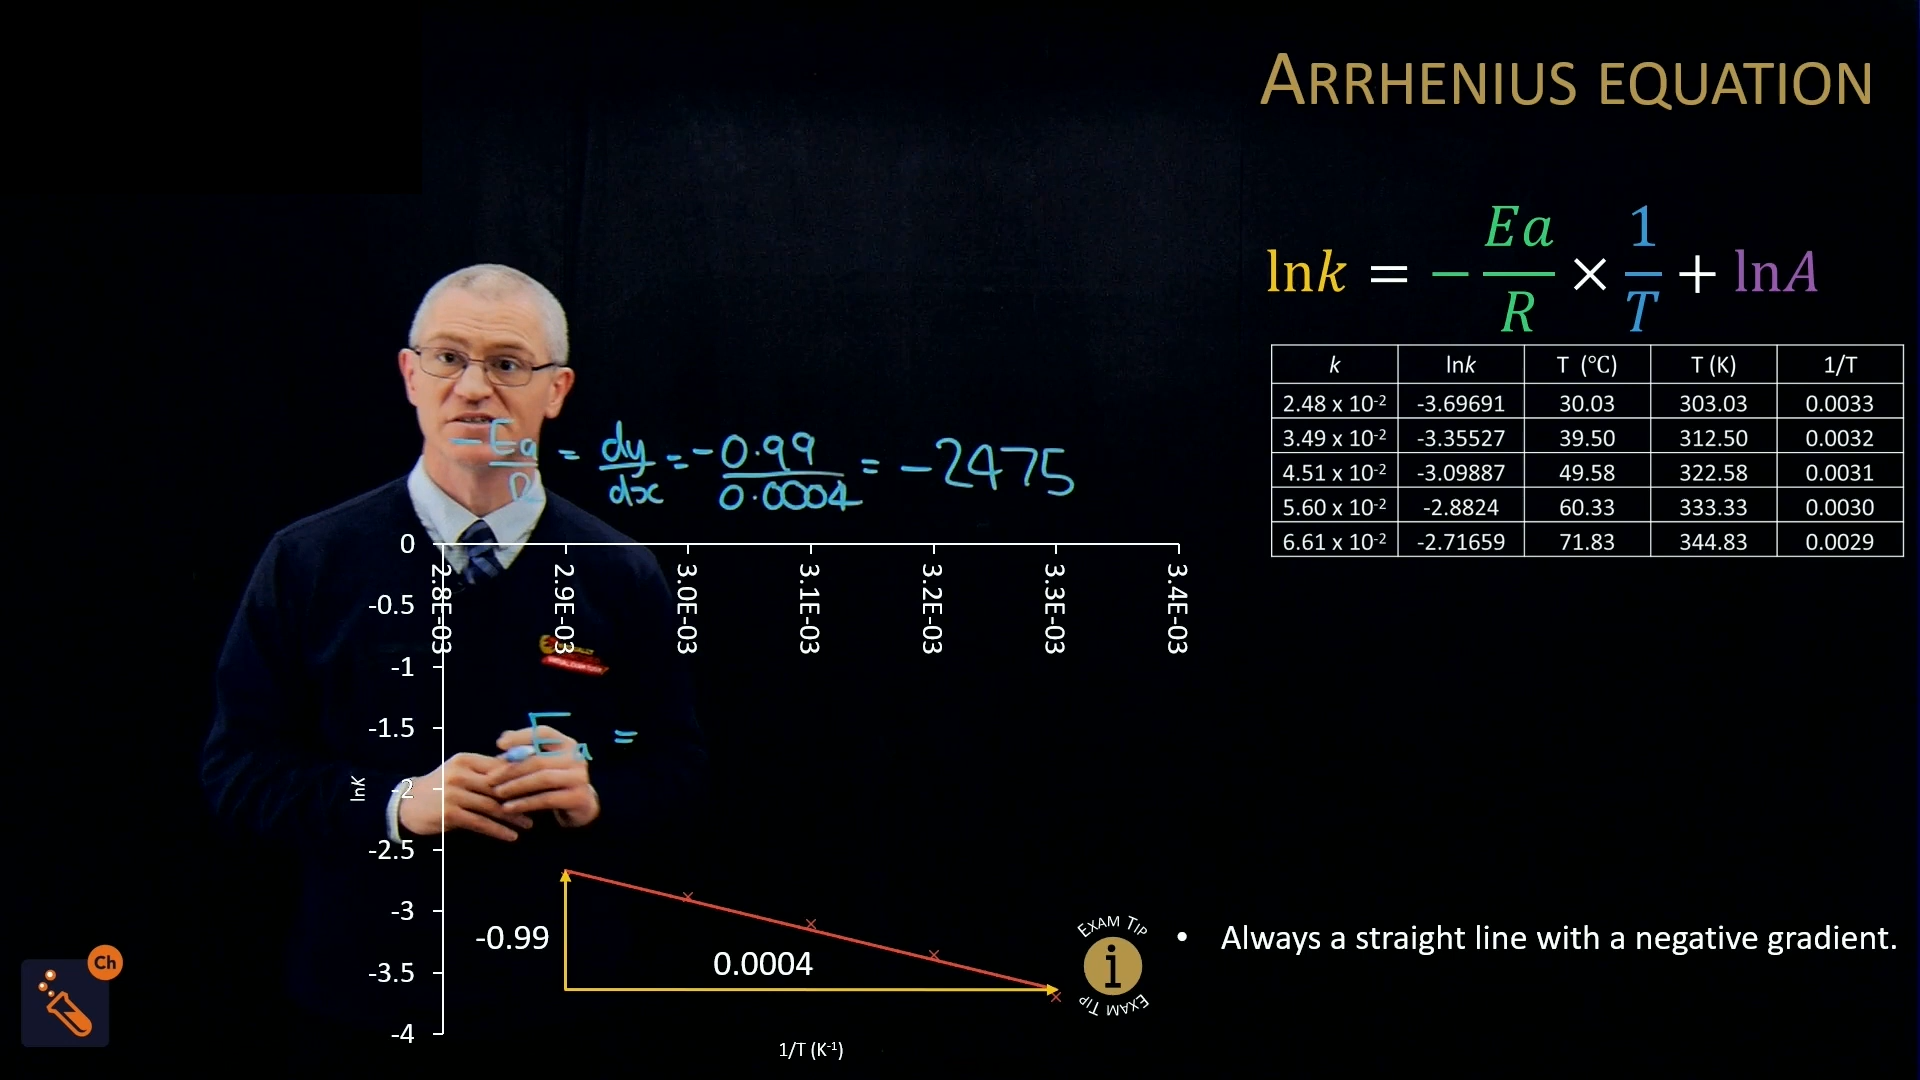 ARRHENIUS EQUATION
lnk = − Ea/R × 1/T + lnA
k lnk T (°C) T (K) 1/T
2.48 x 10⁻² -3.69691 30.03 303.03 0.0033
3.49 x 10⁻² -3.35527 39.50 312.50 0.0032
4.51 x 10⁻² -3.09887 49.58 322.58 0.0031
5.60 x 10⁻² -2.8824 60.33 333.33 0.0030
6.61 x 10⁻² -2.71659 71.83 344.83 0.0029
-Ea/R = dy/dx = -0.99/0.0004 = -2475
0
2.8E-03 2.9E-03 3.0E-03 3.1E-03 3.2E-03 3.3E-03 3.4E-03
-0.5
-1
-1.5
Ea =
-2
lnK
-2.5
-3
-0.99
0.0004
-3.5
-4
1/T (K⁻¹)
EXAM TIP
i
EXAM TIP
• Always a straight line with a negative gradient.
Ch